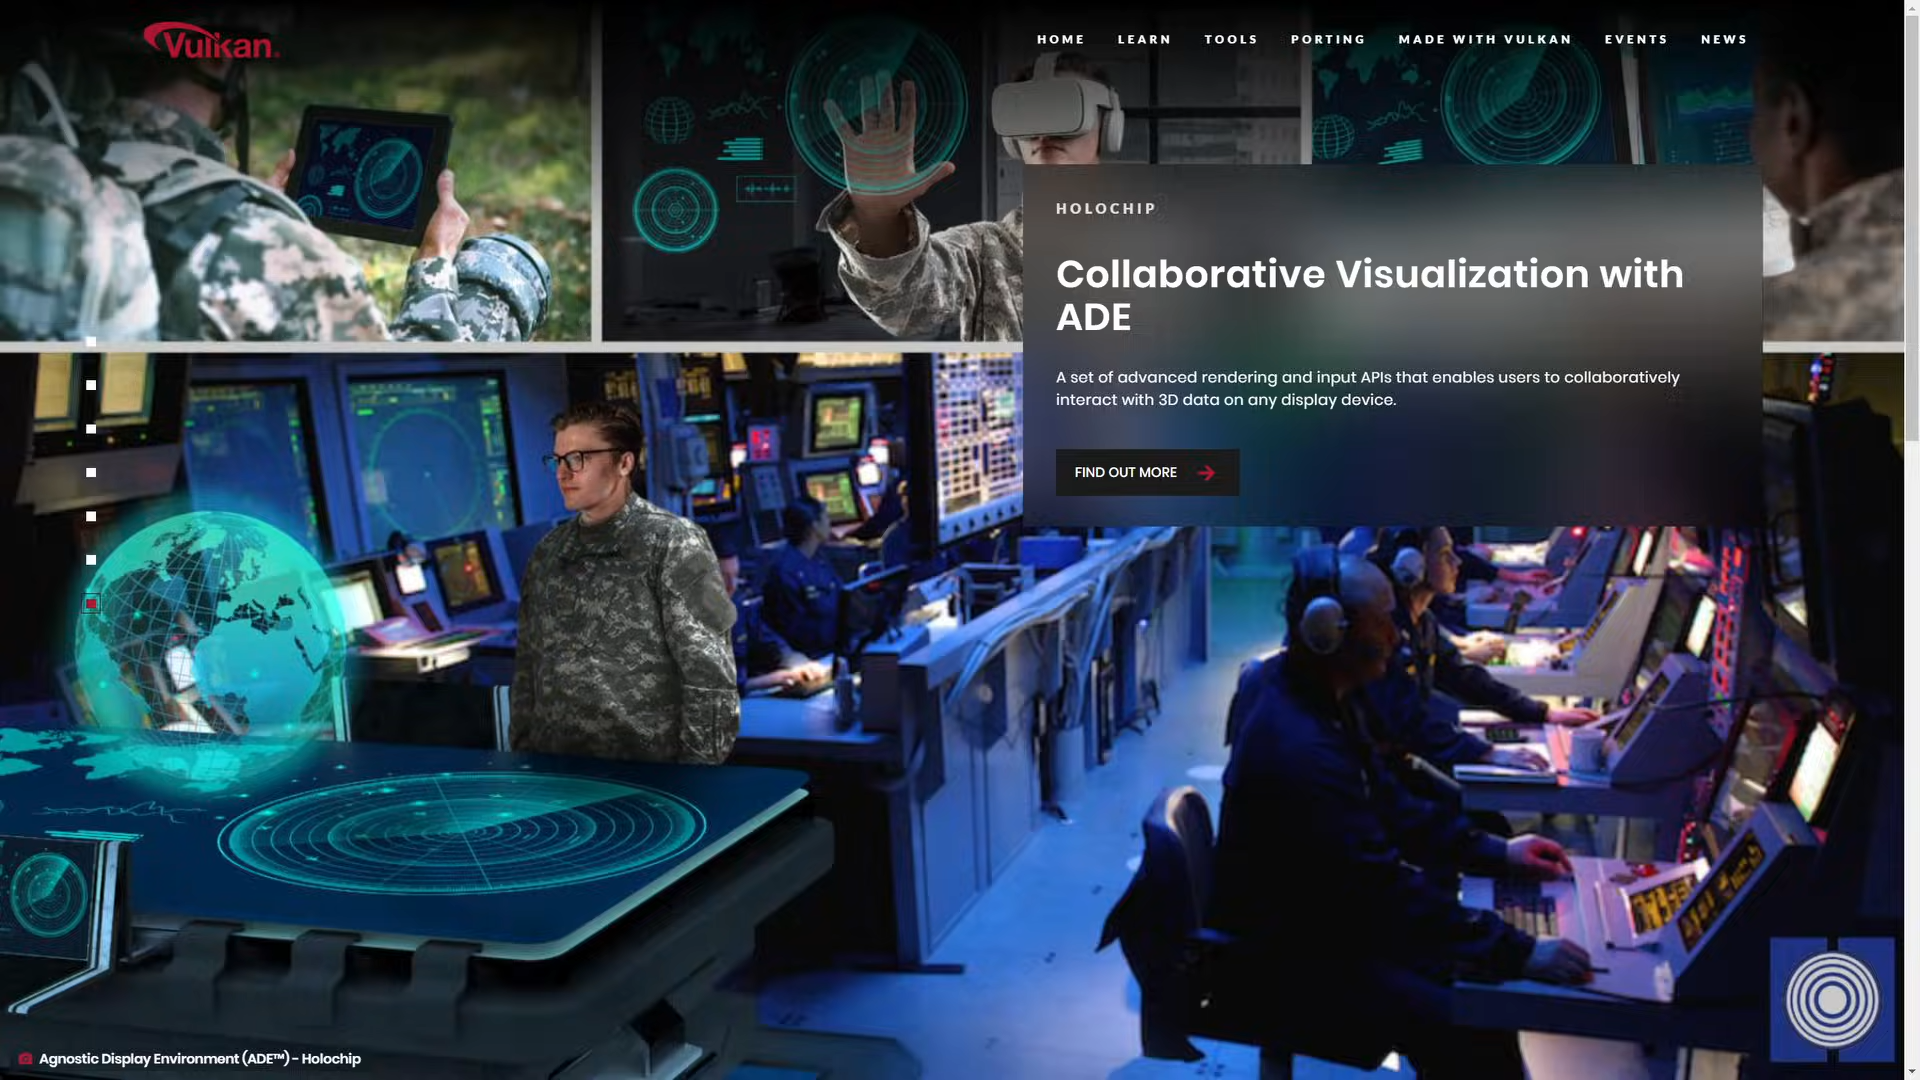 Vulkan
HOME LEARN TOOLS PORTING MADE WITH VULKAN EVENTS NEWS
HOLOCHIP
Collaborative Visualization with
ADE
A set of advanced rendering and input APIs that enables users to collaboratively
interact with 3D data on any display device.
FIND OUT MORE
Agnostic Display Environment (ADE™) - Holochip